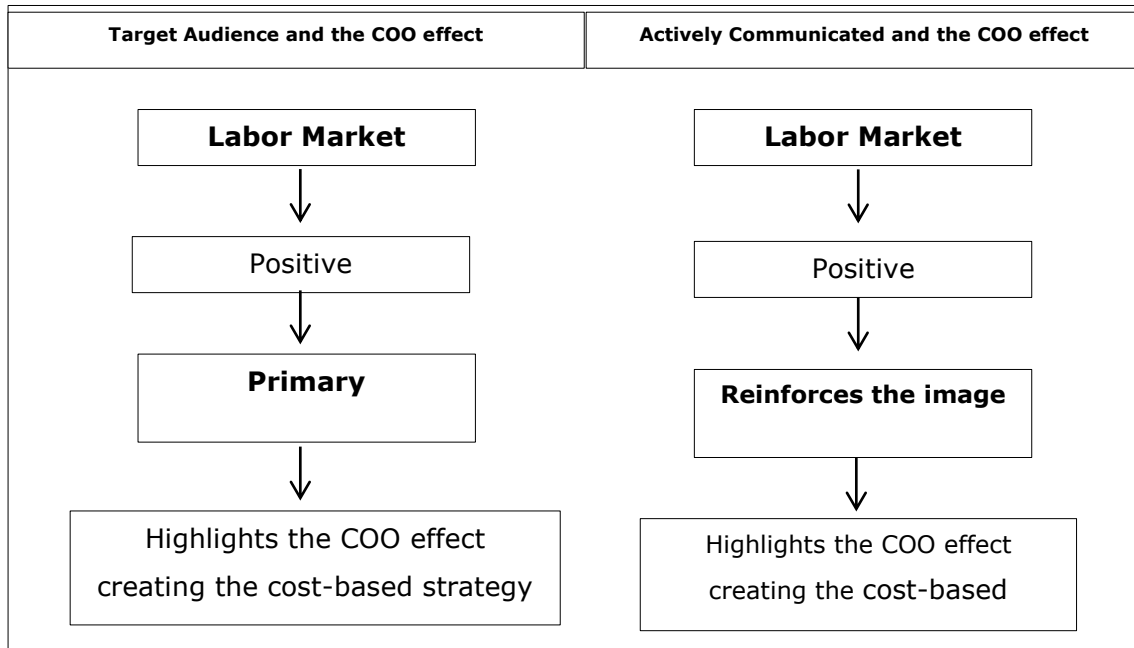 Target Audience and the COO effect
Actively Communicated and the COO effect
Labor Market
Positive
Primary
Highlights the COO effect
creating the cost-based strategy
Labor Market
Positive
Reinforces the image
Highlights the COO effect
creating the cost-based